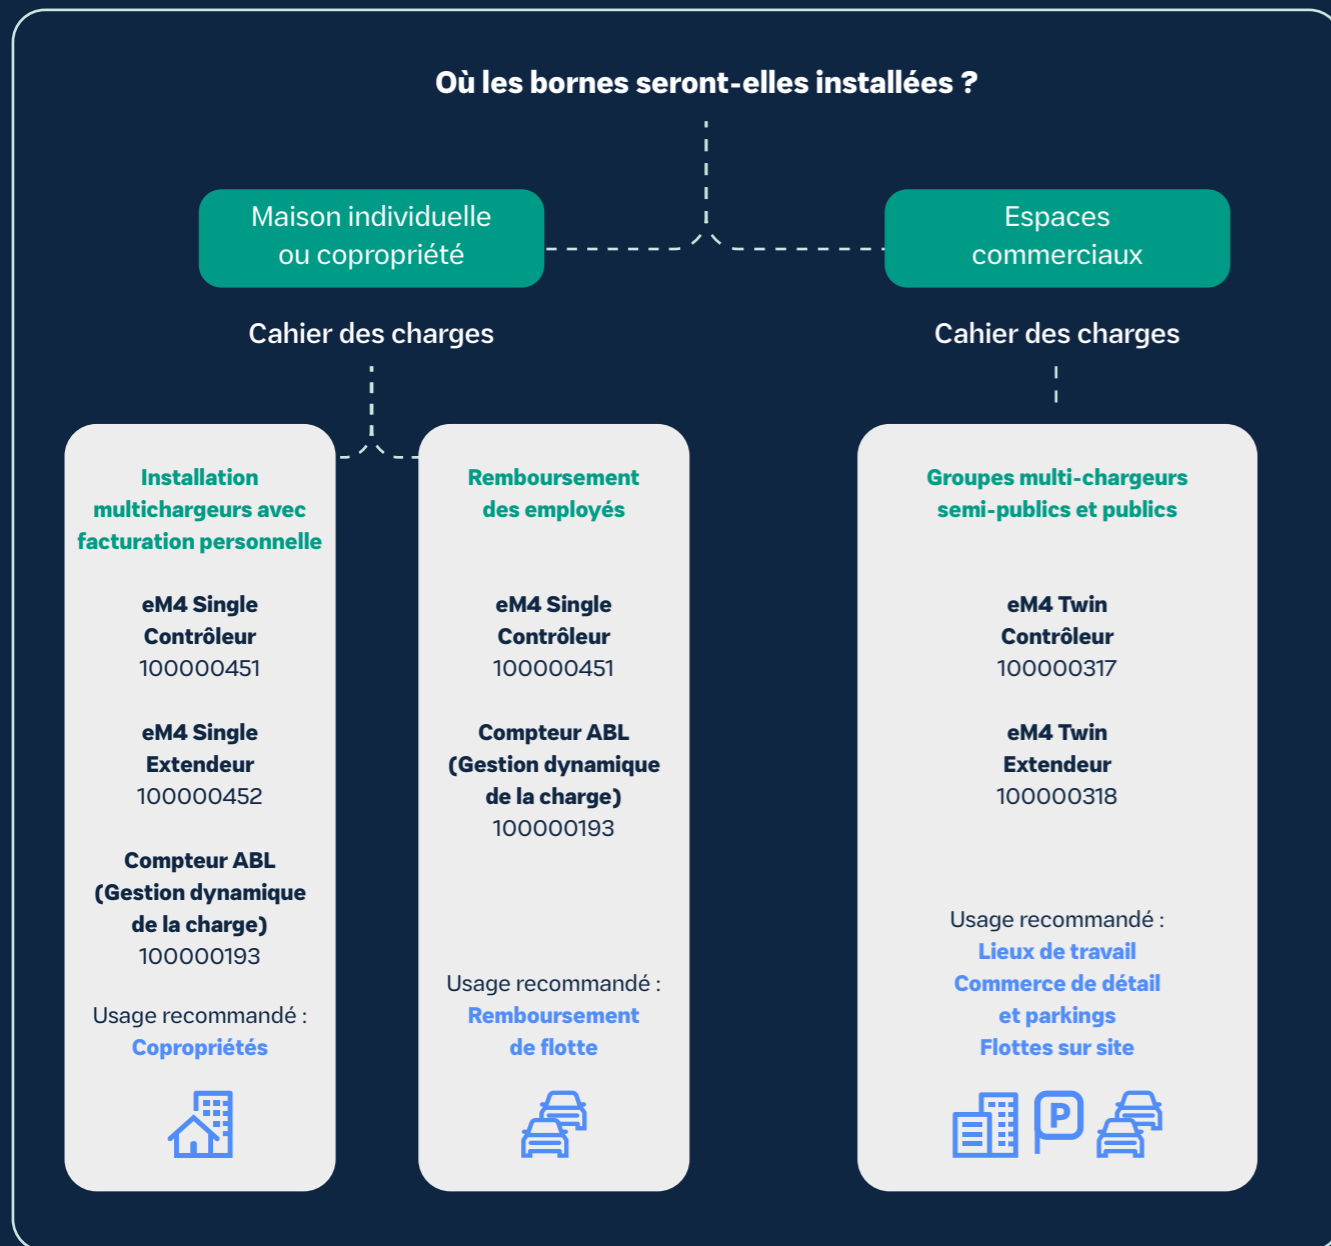 Où les bornes seront-elles installées ?
Maison individuelle
ou copropriété
Espaces
commerciaux
Cahier des charges
Cahier des charges
Installation
multichargeurs avec
facturation personnelle
eM4 Single
Contrôleur
100000451
eM4 Single
Extendeur
100000452
Compteur ABL
(Gestion dynamique
de la charge)
100000193
Usage recommandé :
Copropriétés
Remboursement
des employés
eM4 Single
Contrôleur
100000451
Compteur ABL
(Gestion dynamique
de la charge)
100000193
Usage recommandé :
Remboursement
de flotte
Groupes multi-chargeurs
semi-publics et publics
eM4 Twin
Contrôleur
100000317
eM4 Twin
Extendeur
100000318
Usage recommandé :
Lieux de travail
Commerce de détail
et parkings
Flottes sur site
P